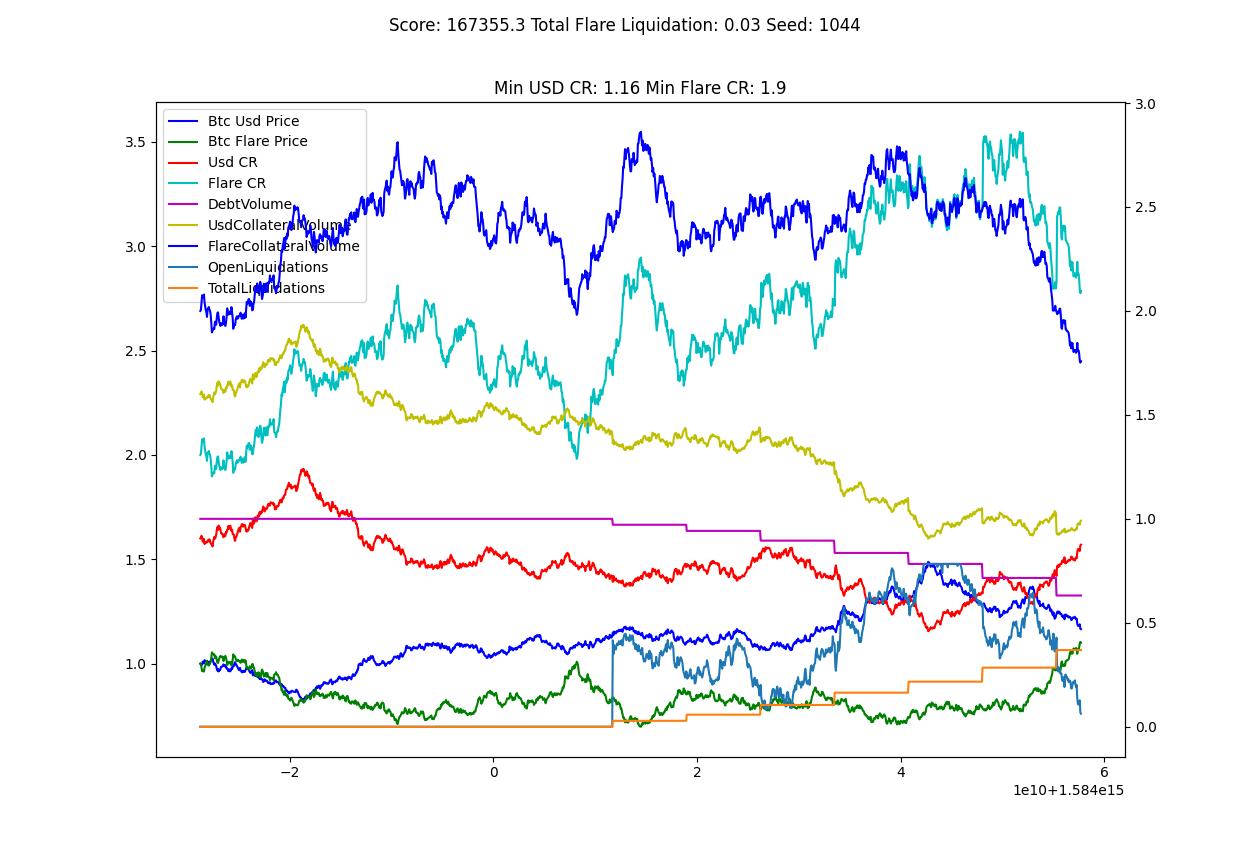 Score: 167355.3 Total Flare Liquidation: 0.03 Seed: 1044
Min USD CR: 1.16 Min Flare CR: 1.9
Btc Usd Price
Btc Flare Price
Usd CR
Flare CR
DebtVolume
UsdCollateralVolume
FlareCollateralVolume
OpenLiquidations
TotalLiquidations
3.5
3.0
2.5
2.0
1.5
1.0
3.0
2.5
2.0
1.5
1.0
0.5
0.0
−2
0
2
4
6
1e10+1.584e15